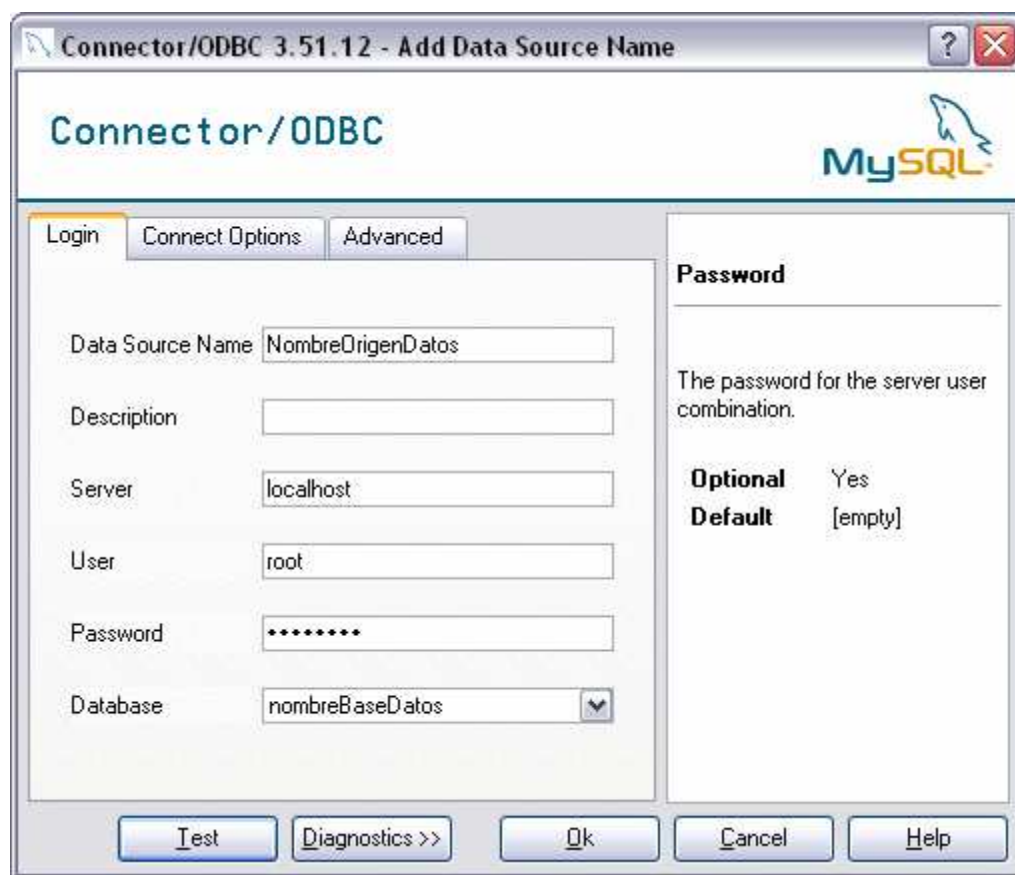 Connector/ODBC 3.51.12 - Add Data Source Name
?
Connector/ODBC
MySQL
Login
Connect Options
Advanced
Data Source Name
NombreOrigenDatos
Description
Server
localhost
User
root
Password
••••••••
Database
nombreBaseDatos
Password
The password for the server user
combination.
Optional Yes
Default [empty]
Test
Diagnostics >>
Ok
Cancel
Help